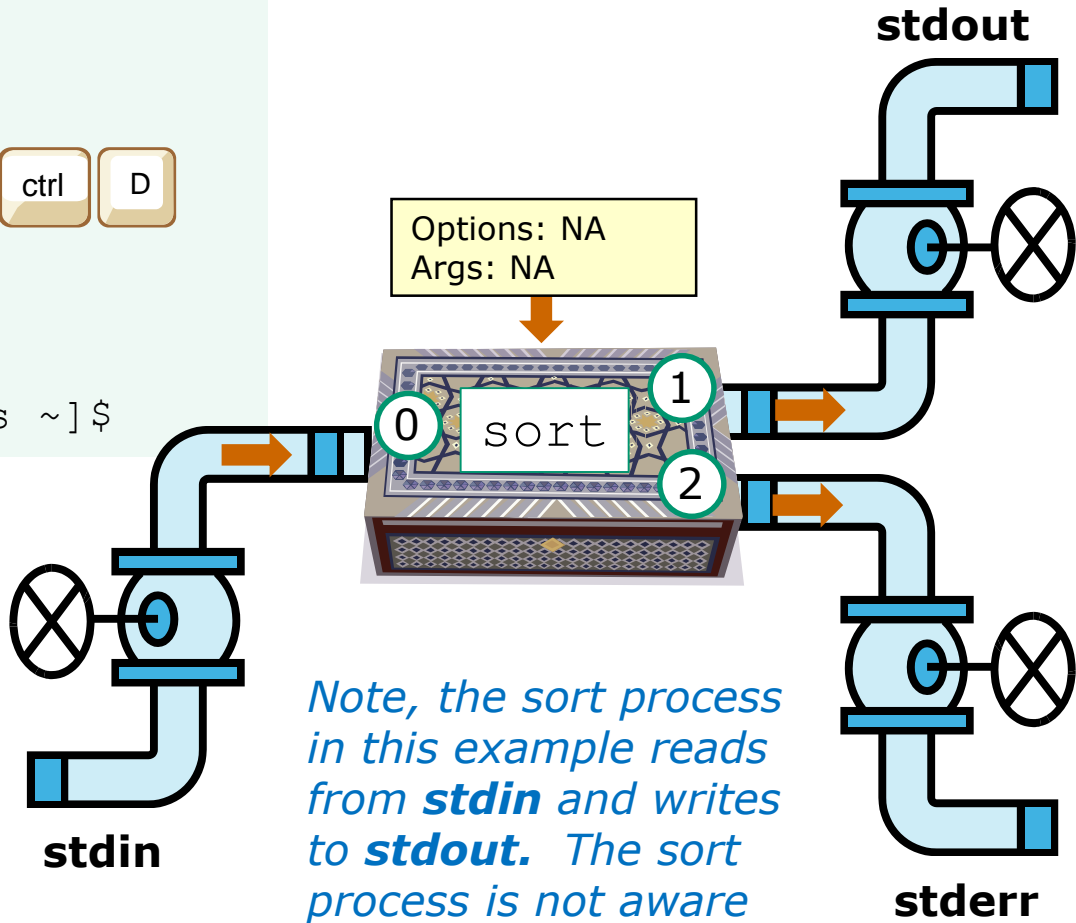 stdout
ctrl D
Options: NA
Args: NA
s ~]$
0
1
sort
2
Note, the sort process
in this example reads
from stdin and writes
to stdout. The sort
process is not aware
stdin
stderr